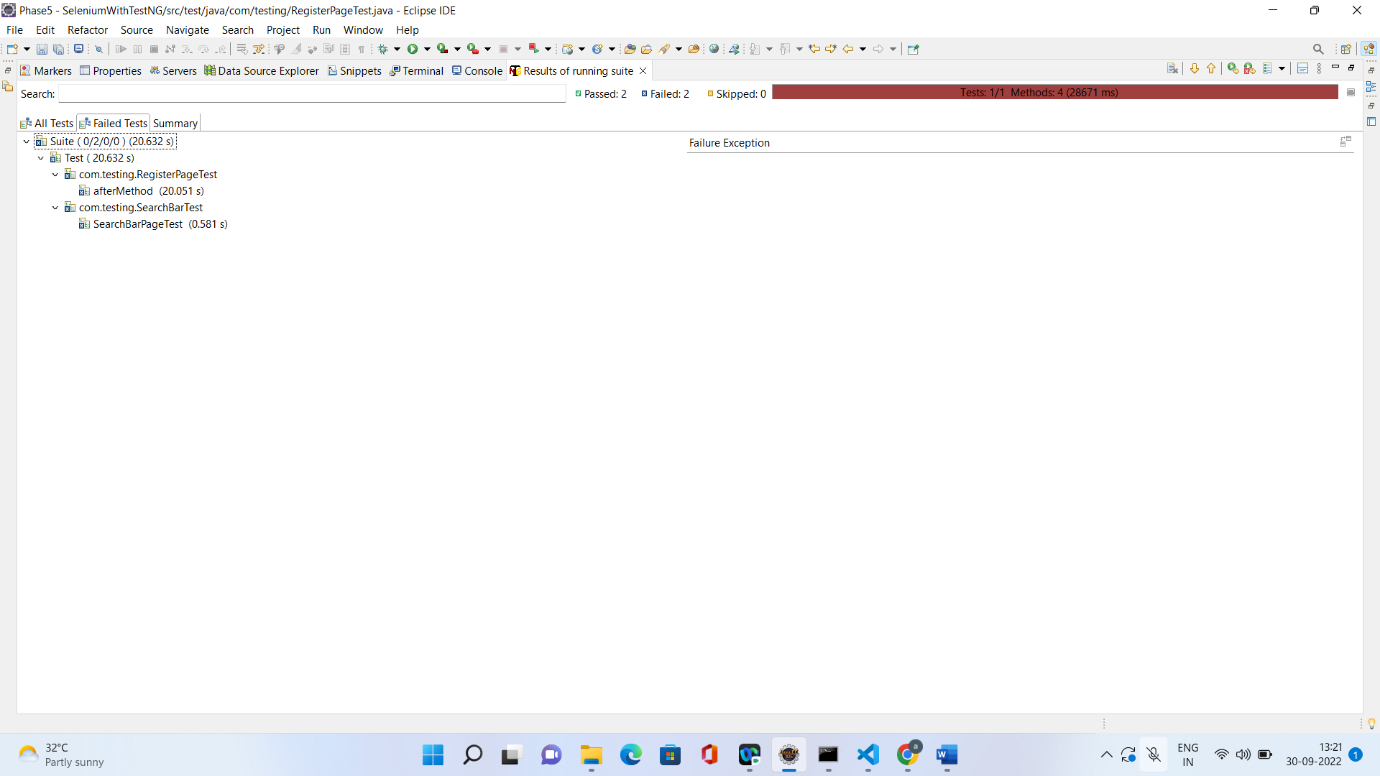 Phase5 - SeleniumWithTestNG/src/test/java/com/testing/RegisterPageTest.java - Eclipse IDE
File Edit Refactor Source Navigate Search Project Run Window Help
Markers Properties Servers Data Source Explorer Snippets Terminal Console Results of running suite
Search: Passed: 2 Failed: 2 Skipped: 0 Tests: 1/1 Methods: 4 (28671 ms)
All Tests Failed Tests Summary
Suite ( 0/2/0/0 ) (20.632 s) Failure Exception
Test ( 20.632 s)
com.testing.RegisterPageTest
afterMethod (20.051 s)
com.testing.SearchBarTest
SearchBarPageTest (0.581 s)
32°C
Partly sunny
a
ENG
IN
13:21
30-09-2022
1